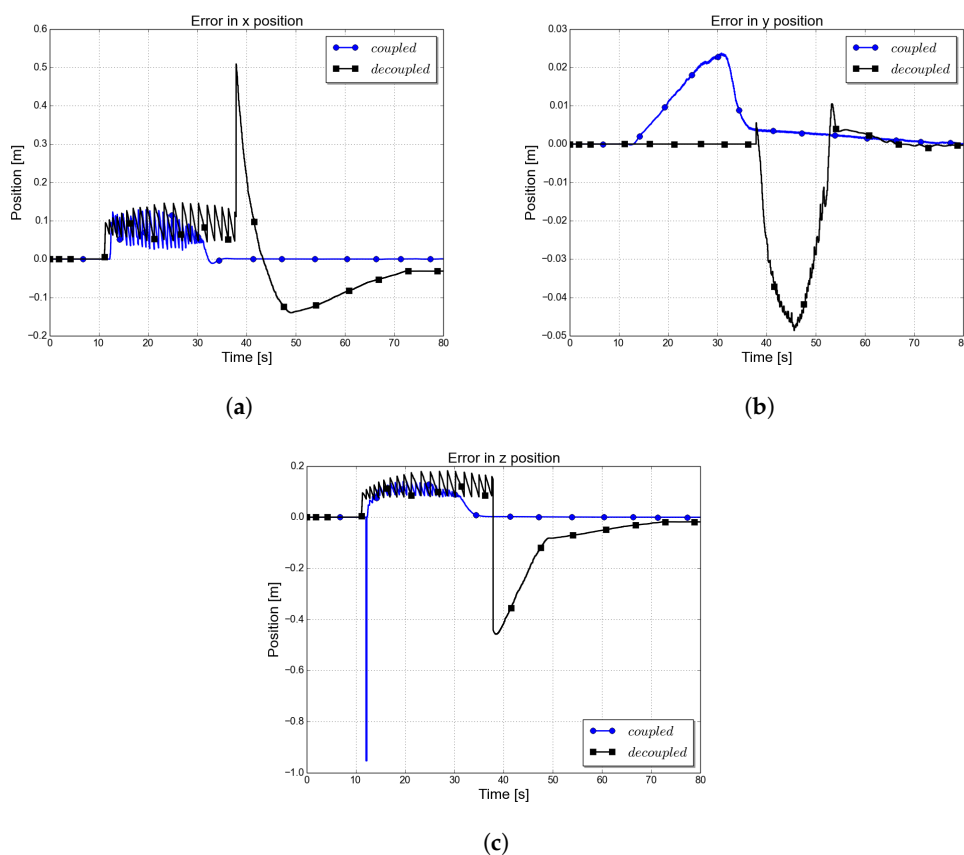 Error in x position
0.6
0.5
0.4
0.3
0.2
0.1
0.0
−0.1
−0.2
Position [m]
0 10 20 30 40 50 60 70 80
Time [s]
coupled
decoupled
(a)
Error in y position
0.03
0.02
0.01
0.00
−0.01
−0.02
−0.03
−0.04
−0.05
Position [m]
0 10 20 30 40 50 60 70 80
Time [s]
coupled
decoupled
(b)
Error in z position
0.2
0.0
−0.2
−0.4
−0.6
−0.8
−1.0
Position [m]
0 10 20 30 40 50 60 70 80
Time [s]
coupled
decoupled
(c)